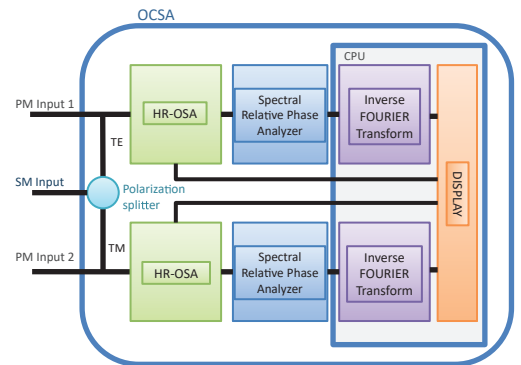 OCSA
CPU
PM Input 1
HR-OSA
Spectral
Relative Phase
Analyzer
Inverse
FOURIER
Transform
TE
SM Input
Polarization
splitter
DISPLAY
TM
PM Input 2
HR-OSA
Spectral
Relative Phase
Analyzer
Inverse
FOURIER
Transform